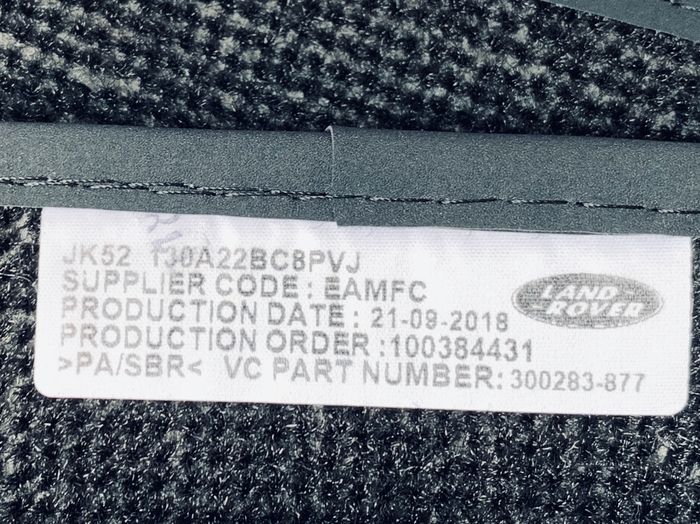 JK52 130A22BC8PVJ
SUPPLIER CODE : EAMFC
PRODUCTION DATE : 21-09-2018
PRODUCTION ORDER :100384431
>PA/SBR< VC PART NUMBER: 300283-877
LAND
ROVER